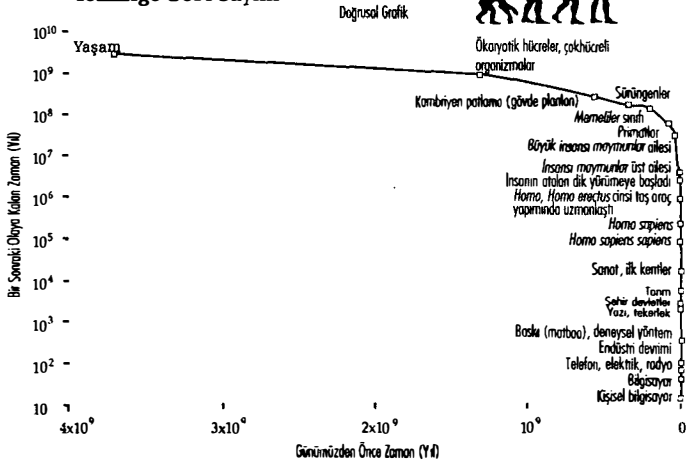 Doğrusal Grafik
Bir Sonraki Olaya Kalan Zaman (Yıl)
10¹⁰
10⁹
10⁸
10⁷
10⁶
10⁵
10⁴
10³
10²
10
Yaşam
Ökaryotik hücreler, çokhücreli
organizmalar
Kambriyen patlama (gövde planları)
Sürüngenler
Memeliler sınıfı
Primatlar
Büyük insansı maymunlar ailesi
İnsansı maymunlar üst ailesi
İnsanın ataları dik yürümeye başladı
Homo, Homo erectus cinsi taş araç
yapımında uzmanlaştı
Homo sapiens
Homo sapiens sapiens
Sanat, ilk kentler
Tarım
Şehir devletler
Yazı, tekerlek
Baskı (matbaa), deneysel yöntem
Endüstri devrimi
Telefon, elektrik, radyo
Bilgisayar
Kişisel bilgisayar
4x10⁹
3x10⁹
2x10⁹
10⁹
0
Günümüzden Önce Zaman (Yıl)